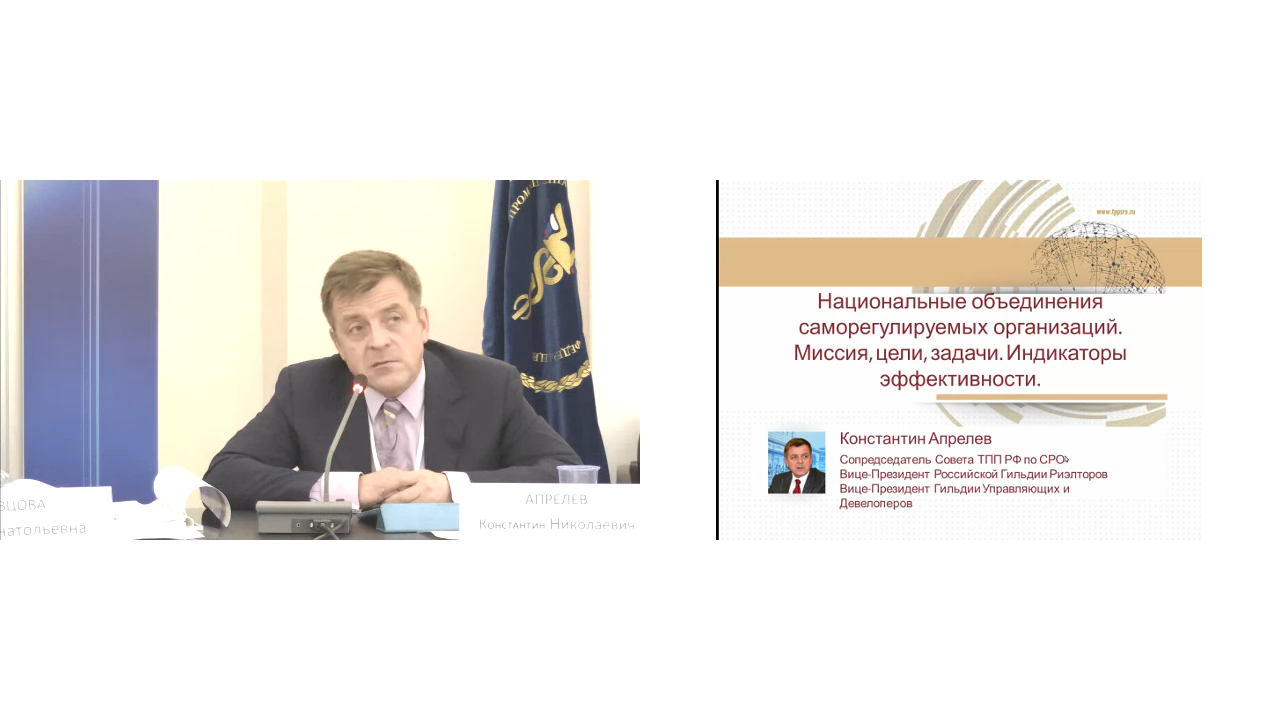 ВЦОВА
натольевна
АПРЕЛЕВ
Константин Николаевич
www.tppsro.ru
Национальные объединения
саморегулируемых организаций.
Миссия, цели, задачи. Индикаторы
эффективности.
Константин Апрелев
Сопредседатель Совета ТПП РФ по СРО
Вице-Президент Российской Гильдии Риэлторов
Вице-Президент Гильдии Управляющих и
Девелоперов